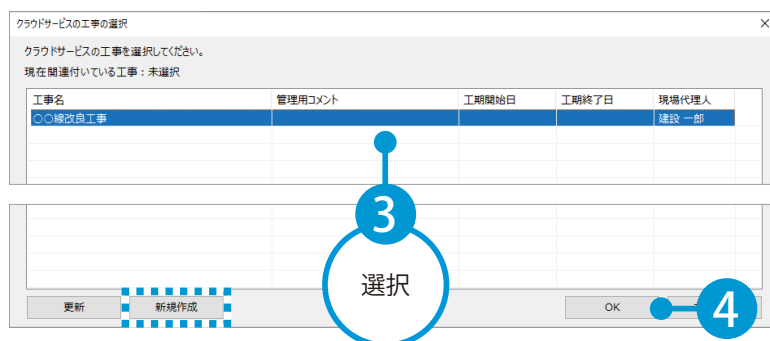 クラウドサービスの工事の選択 ×
クラウドサービスの工事を選択してください。
現在関連付いている工事：未選択
工事名 管理用コメント 工期開始日 工期終了日 現場代理人
〇〇線改良工事 建設 一郎
3
選択
更新 新規作成 OK 4